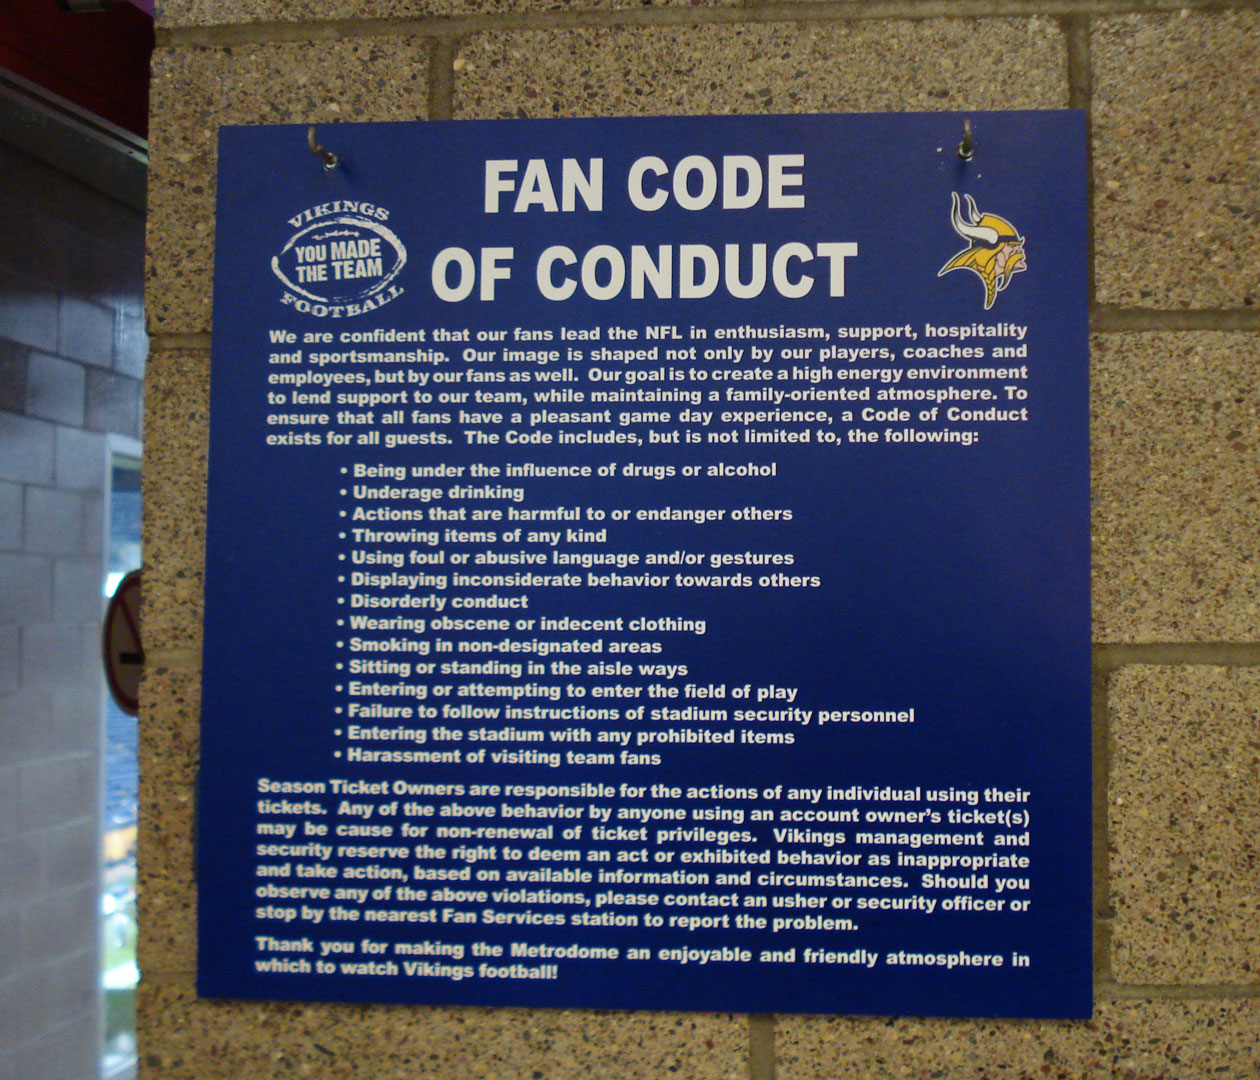 FAN CODE
OF CONDUCT
VIKINGS
YOU MADE
THE TEAM
FOOTBALL
We are confident that our fans lead the NFL in enthusiasm, support, hospitality
and sportsmanship. Our image is shaped not only by our players, coaches and
employees, but by our fans as well. Our goal is to create a high energy environment
to lend support to our team, while maintaining a family-oriented atmosphere. To
ensure that all fans have a pleasant game day experience, a Code of Conduct
exists for all guests. The Code includes, but is not limited to, the following:
• Being under the influence of drugs or alcohol
• Underage drinking
• Actions that are harmful to or endanger others
• Throwing items of any kind
• Using foul or abusive language and/or gestures
• Displaying inconsiderate behavior towards others
• Disorderly conduct
• Wearing obscene or indecent clothing
• Smoking in non-designated areas
• Sitting or standing in the aisle ways
• Entering or attempting to enter the field of play
• Failure to follow instructions of stadium security personnel
• Entering the stadium with any prohibited items
• Harassment of visiting team fans
Season Ticket Owners are responsible for the actions of any individual using their
tickets. Any of the above behavior by anyone using an account owner's ticket(s)
may be cause for non-renewal of ticket privileges. Vikings management and
security reserve the right to deem an act or exhibited behavior as inappropriate
and take action, based on available information and circumstances. Should you
observe any of the above violations, please contact an usher or security officer or
stop by the nearest Fan Services station to report the problem.
Thank you for making the Metrodome an enjoyable and friendly atmosphere in
which to watch Vikings football!